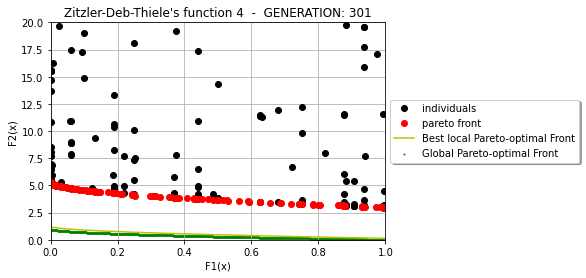 Zitzler-Deb-Thiele's function 4 - GENERATION: 301
20.0
17.5
15.0
12.5
10.0
7.5
5.0
2.5
0.0
F2(x)
0.0 0.2 0.4 0.6 0.8 1.0
F1(x)
individuals
pareto front
Best local Pareto-optimal Front
Global Pareto-optimal Front